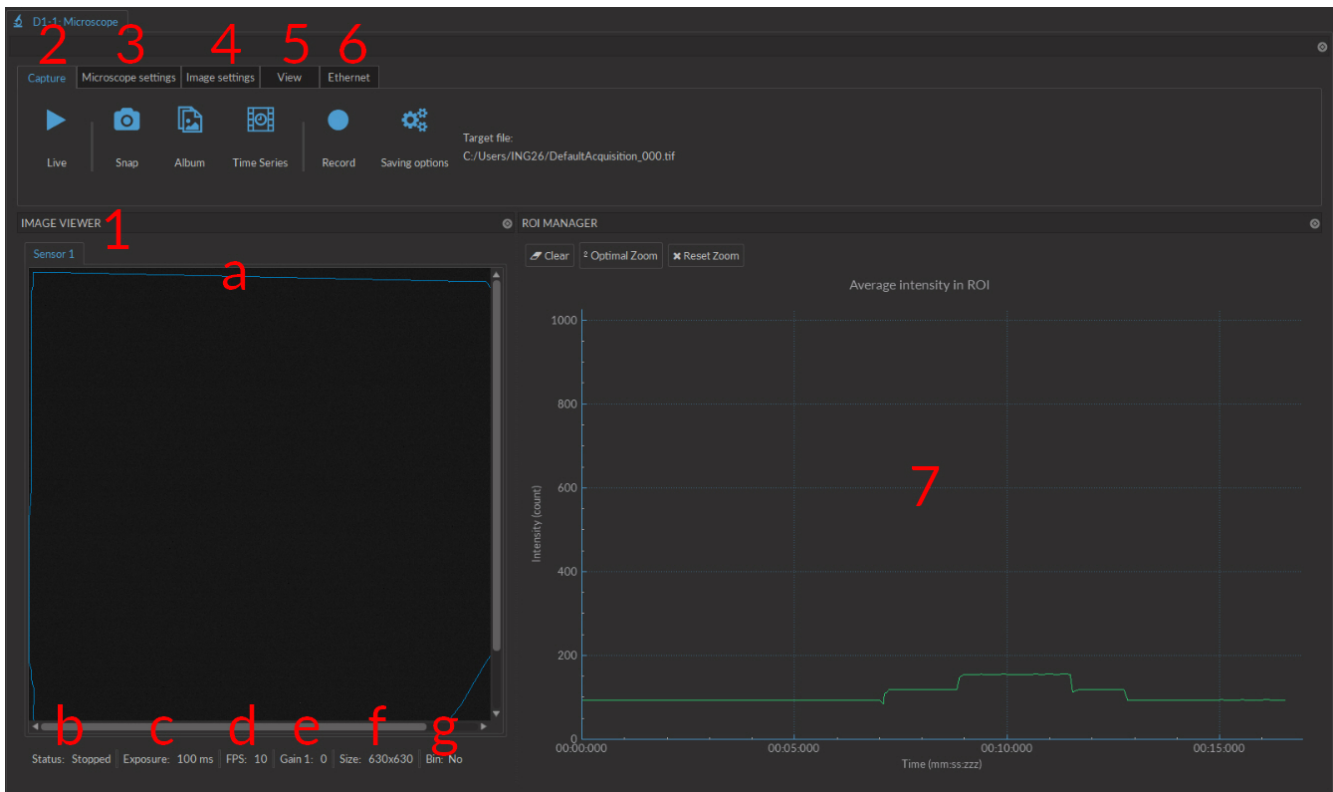 D1-1: Microscope
2 3 4 5 6
Capture Microscope settings Image settings View Ethernet
Live Snap Album Time Series Record Saving options
Target file:
C:/Users/ING26/DefaultAcquisition_000.tif
IMAGE VIEWER
1
Sensor 1
a
b c d e f g
Status: Stopped Exposure: 100 ms FPS: 10 Gain 1: 0 Size: 630x630 Bin: No
ROI MANAGER
Clear ² Optimal Zoom Reset Zoom
Average intensity in ROI
1000
800
600
400
200
0
Intensity (count)
7
00:00:000 00:05:000 00:10:000 00:15:000
Time (mm:ss:zzz)